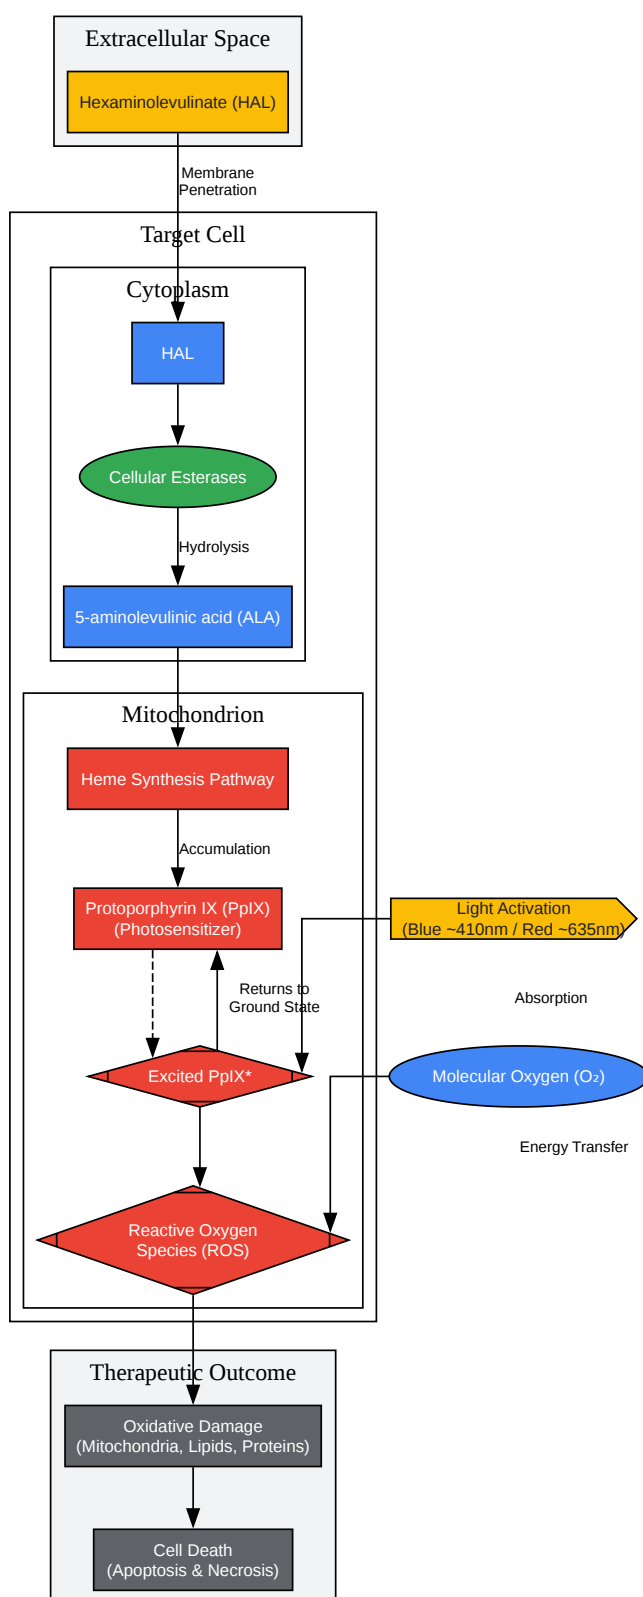 Extracellular Space
Hexaminolevulinate (HAL)
Membrane
Penetration
Target Cell
Cytoplasm
HAL
Cellular Esterases
Hydrolysis
5-aminolevulinic acid (ALA)
Mitochondrion
Heme Synthesis Pathway
Accumulation
Protoporphyrin IX (PpIX)
(Photosensitizer)
Light Activation
(Blue ~410nm / Red ~635nm)
Returns to
Ground State
Absorption
Excited PpIX*
Molecular Oxygen (O₂)
Energy Transfer
Reactive Oxygen
Species (ROS)
Therapeutic Outcome
Oxidative Damage
(Mitochondria, Lipids, Proteins)
Cell Death
(Apoptosis & Necrosis)